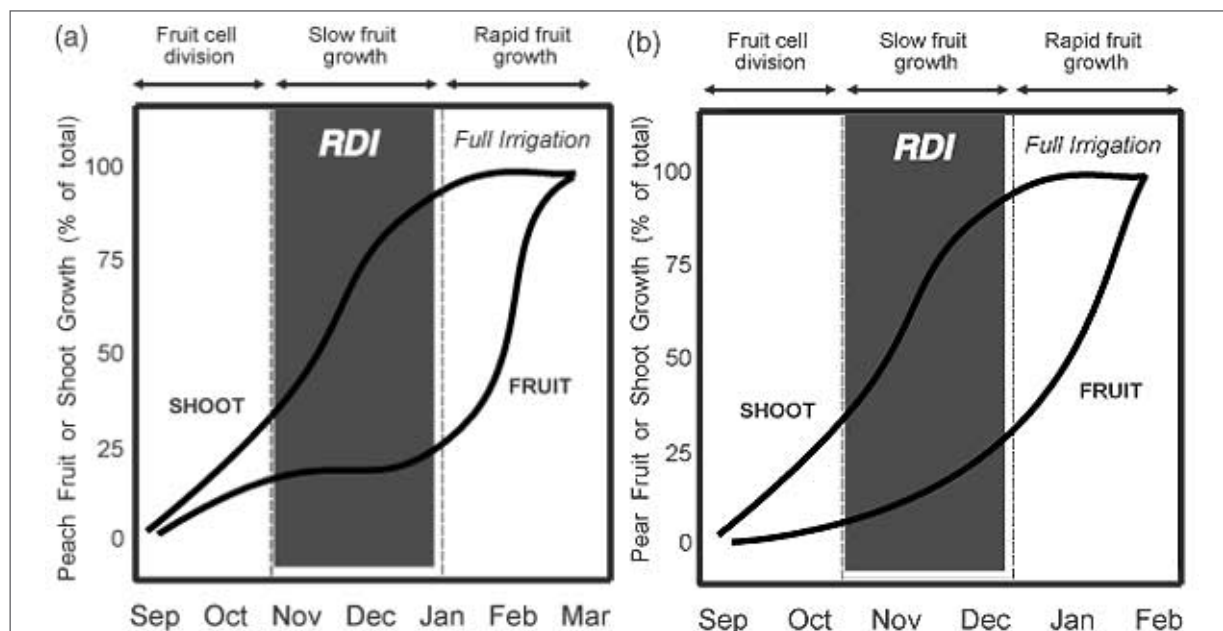 (a)
Fruit cell
division
Slow fruit
growth
Rapid fruit
growth
Peach Fruit or Shoot Growth (% of total)
100
75
50
25
0
RDI
Full Irrigation
SHOOT
FRUIT
Sep Oct Nov Dec Jan Feb Mar
(b)
Fruit cell
division
Slow fruit
growth
Rapid fruit
growth
Pear Fruit or Shoot Growth (% of total)
100
75
50
25
0
RDI
Full Irrigation
SHOOT
FRUIT
Sep Oct Nov Dec Jan Feb